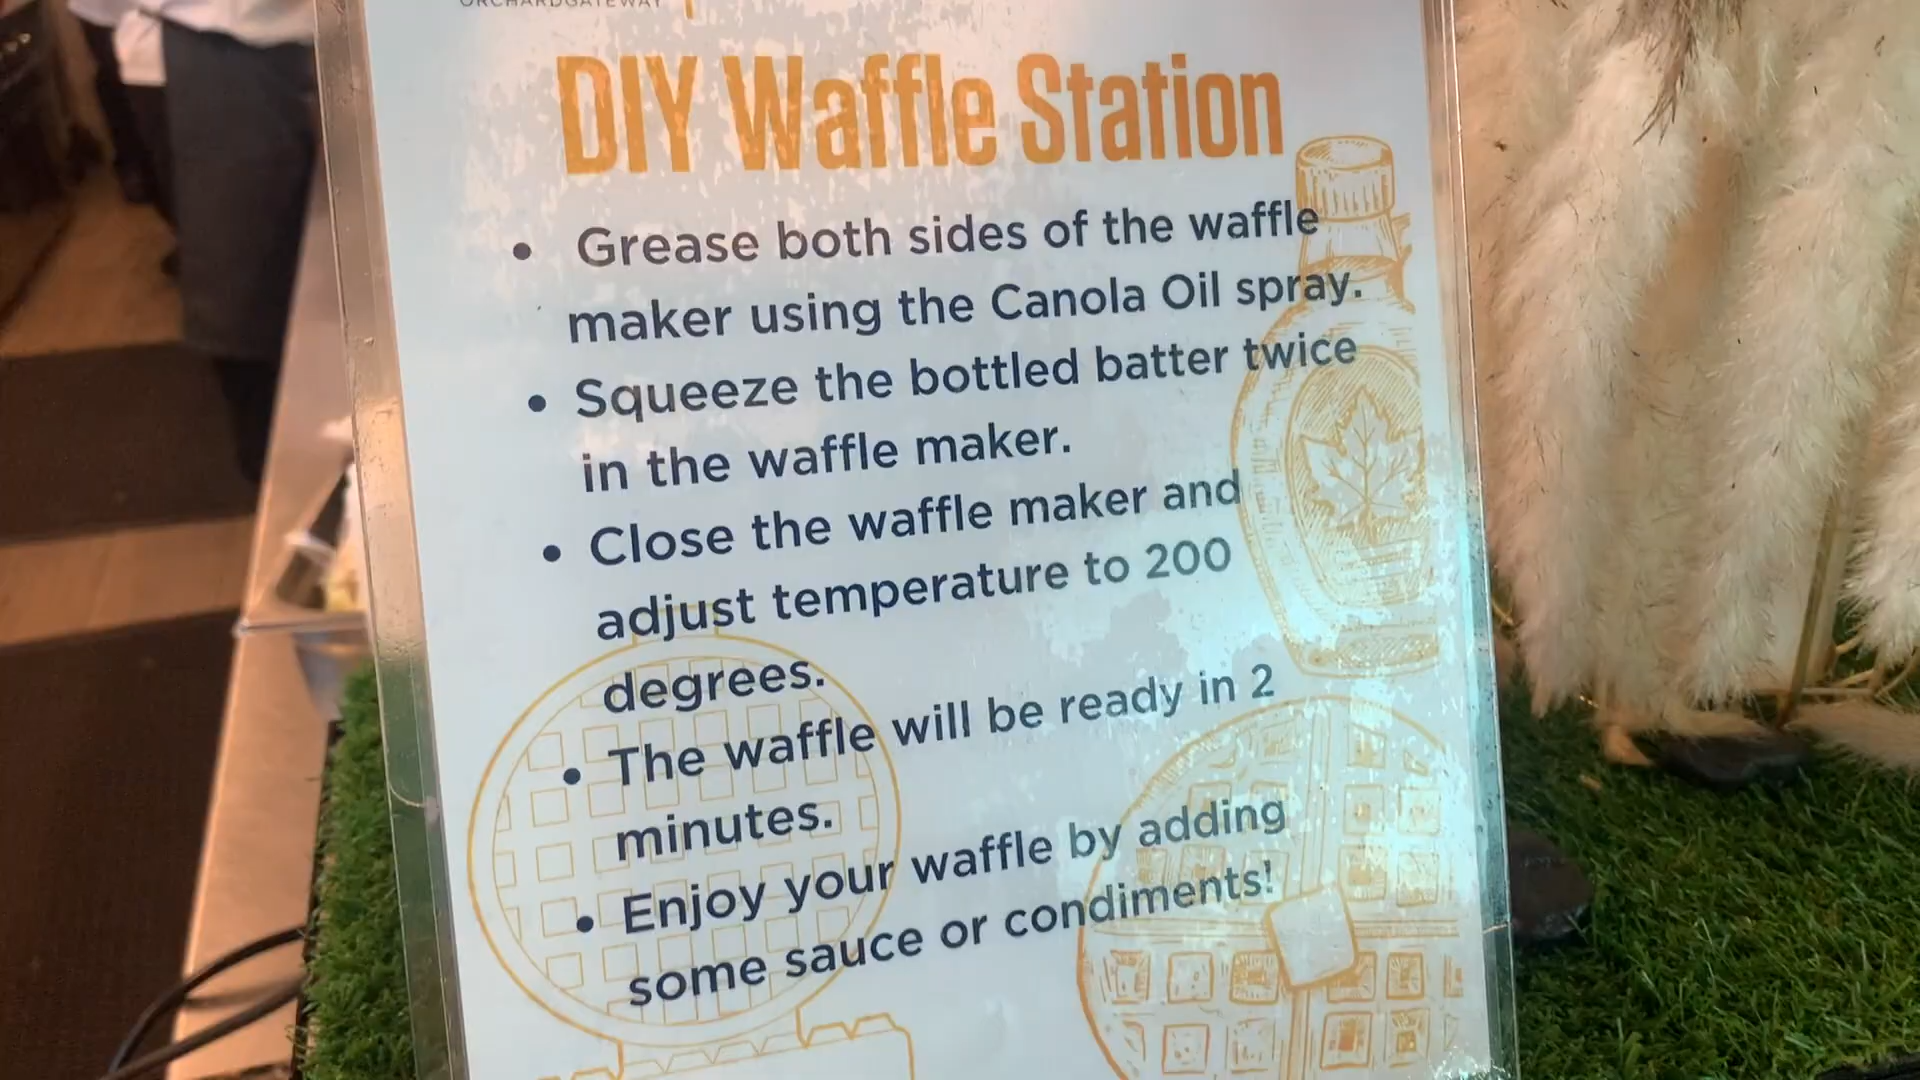 ORCHARDGATEWAY
DIY Waffle Station
• Grease both sides of the waffle
maker using the Canola Oil spray.
• Squeeze the bottled batter twice
in the waffle maker.
• Close the waffle maker and
adjust temperature to 200
degrees.
• The waffle will be ready in 2
minutes.
• Enjoy your waffle by adding
some sauce or condiments!